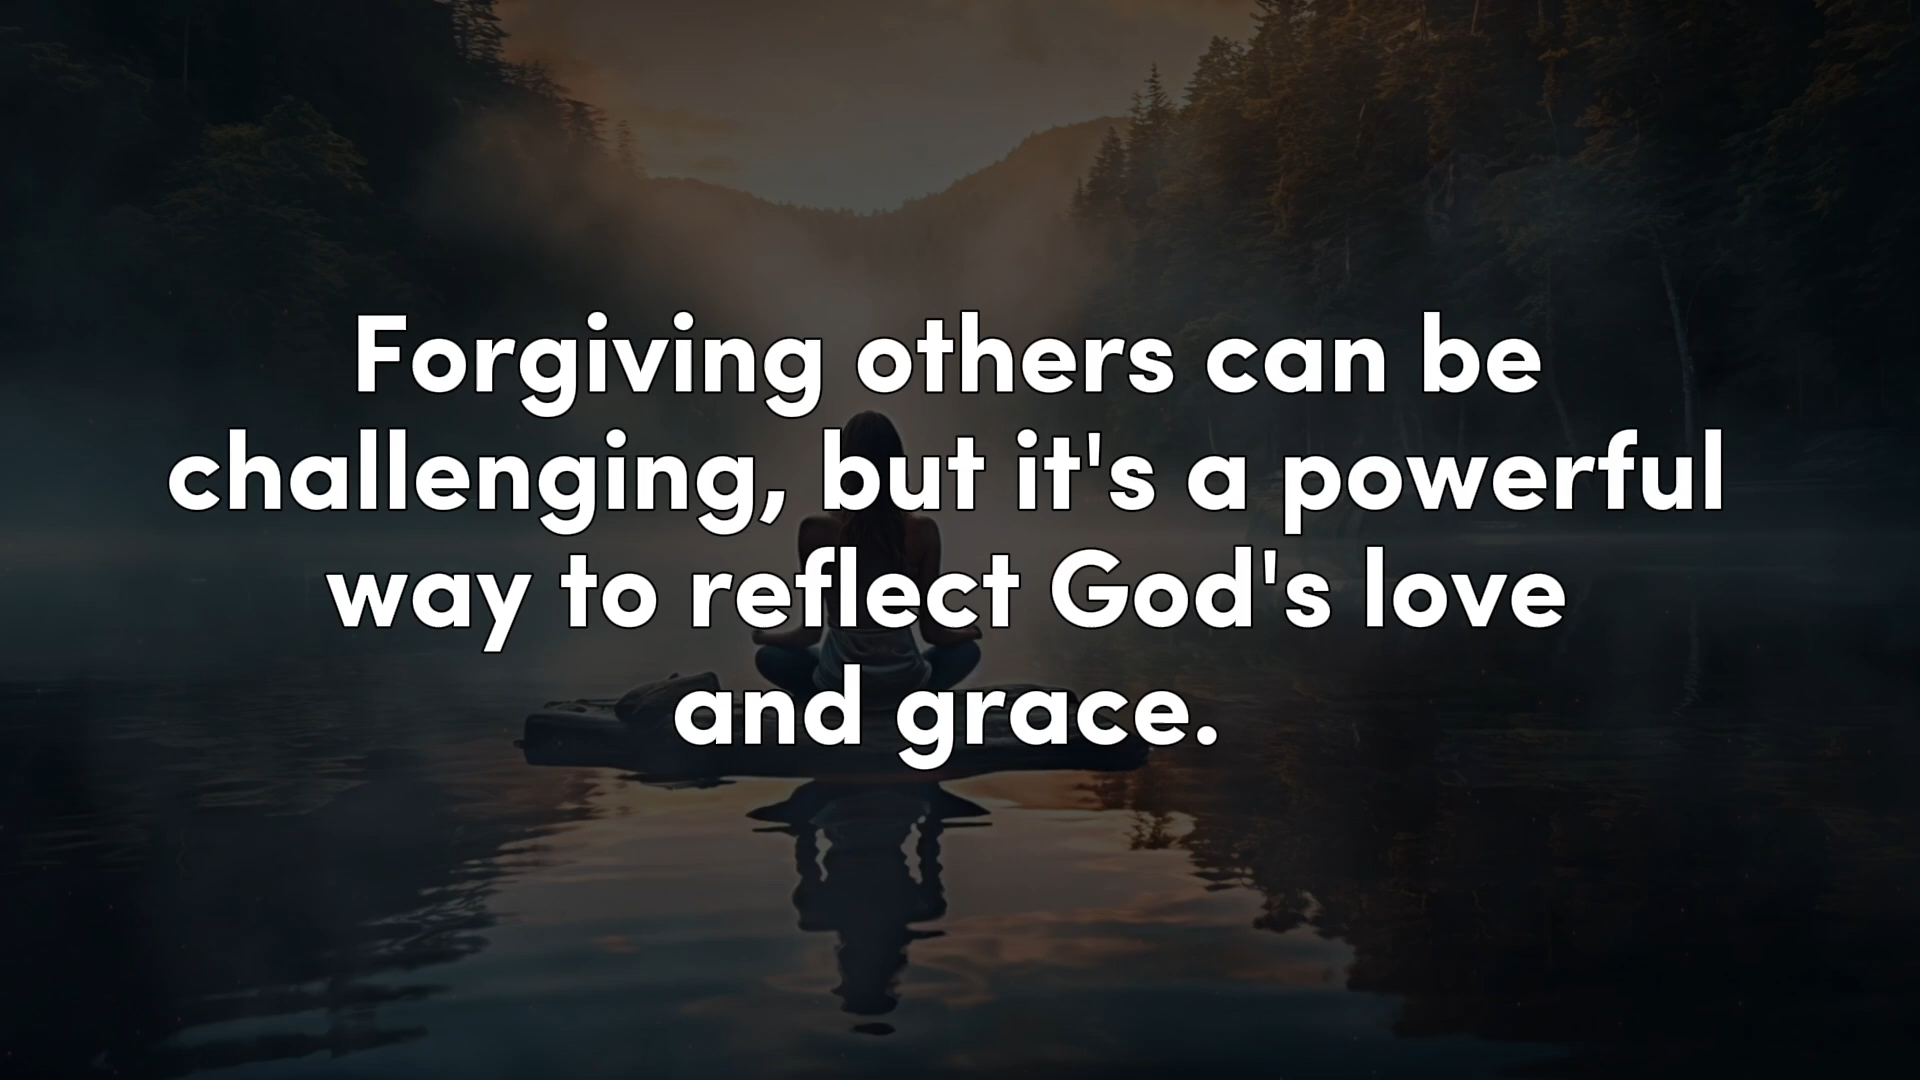 Forgiving others can be
challenging, but it's a powerful
way to reflect God's love
and grace.